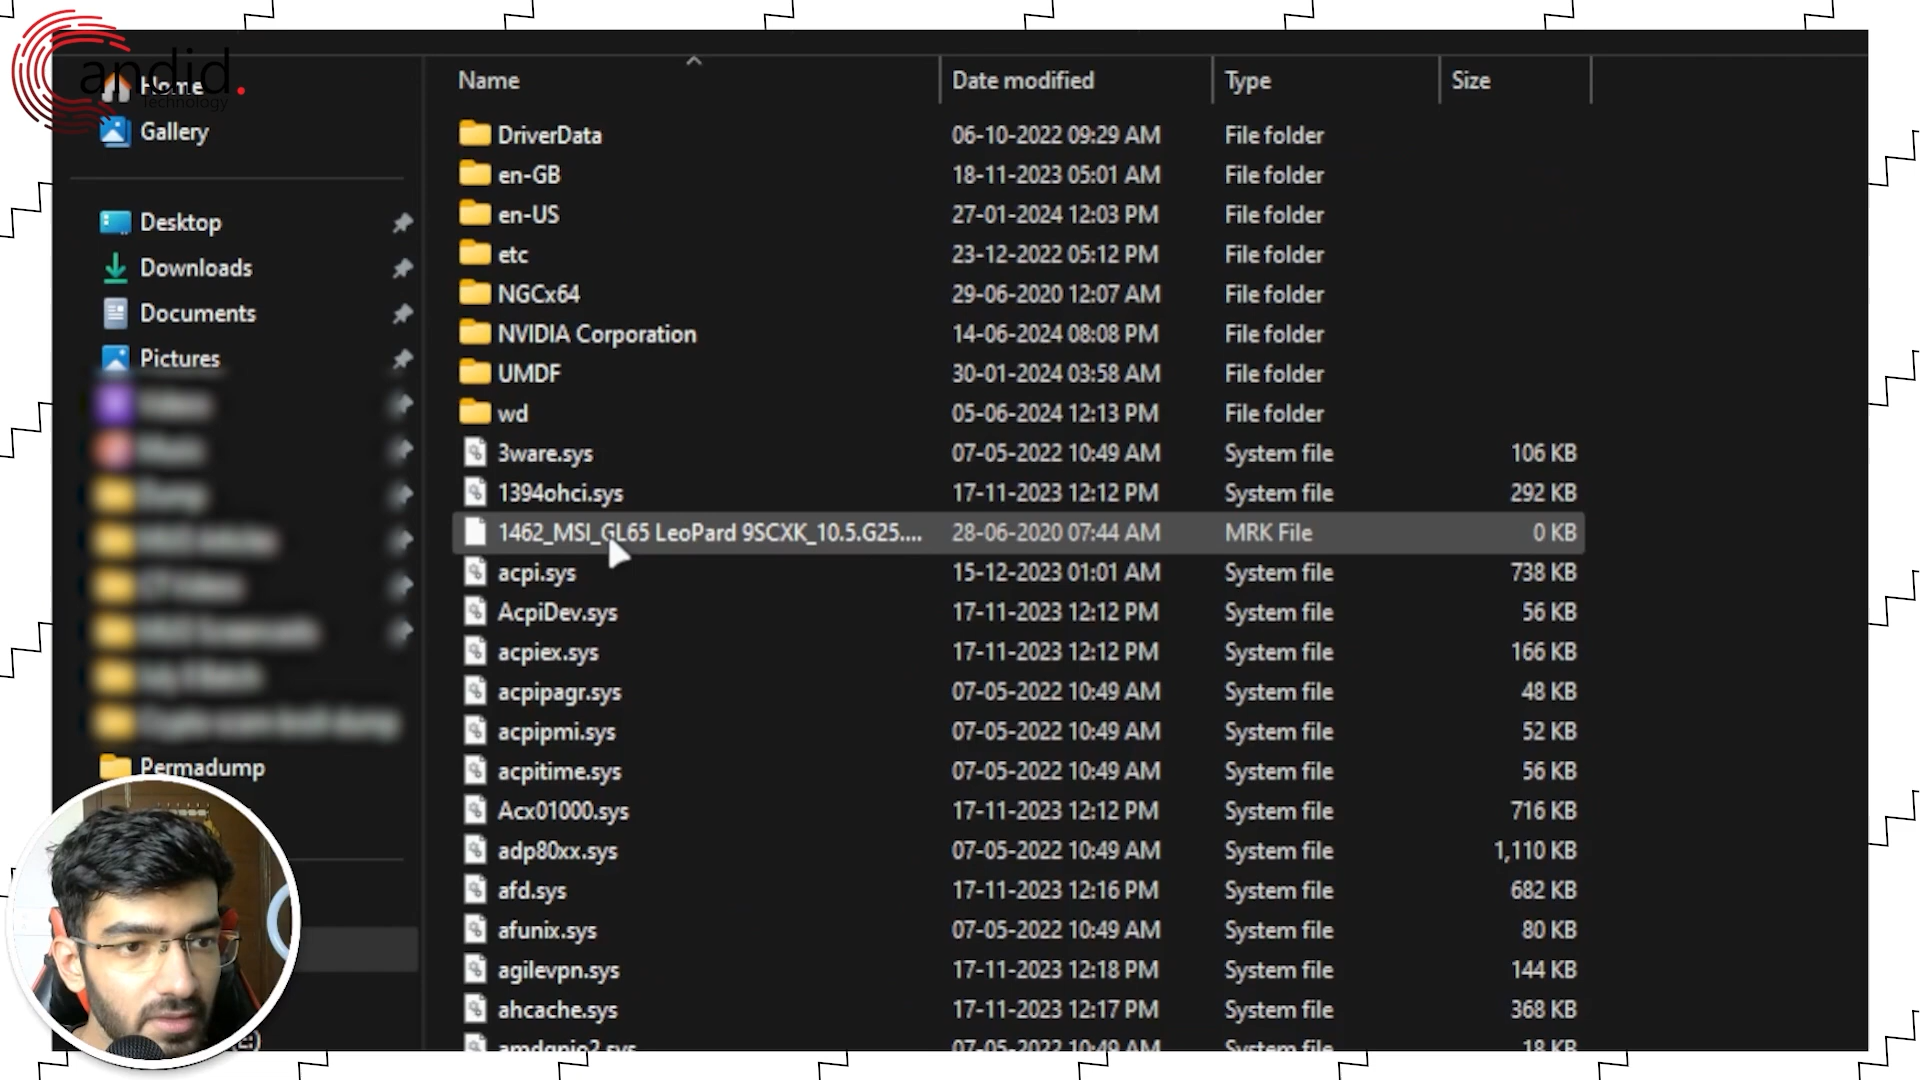 Candid.
Technology
Home
Gallery
Desktop
Downloads
Documents
Pictures
Permadump
Name Date modified Type Size
DriverData 06-10-2022 09:29 AM File folder
en-GB 18-11-2023 05:01 AM File folder
en-US 27-01-2024 12:03 PM File folder
etc 23-12-2022 05:12 PM File folder
NGCx64 29-06-2020 12:07 AM File folder
NVIDIA Corporation 14-06-2024 08:08 PM File folder
UMDF 30-01-2024 03:58 AM File folder
wd 05-06-2024 12:13 PM File folder
3ware.sys 07-05-2022 10:49 AM System file 106 KB
1394ohci.sys 17-11-2023 12:12 PM System file 292 KB
1462_MSI_GL65 LeoPard 9SCXK_10.5.G25.... 28-06-2020 07:44 AM MRK File 0 KB
acpi.sys 15-12-2023 01:01 AM System file 738 KB
AcpiDev.sys 17-11-2023 12:12 PM System file 56 KB
acpiex.sys 17-11-2023 12:12 PM System file 166 KB
acpipagr.sys 07-05-2022 10:49 AM System file 48 KB
acpipmi.sys 07-05-2022 10:49 AM System file 52 KB
acpitime.sys 07-05-2022 10:49 AM System file 56 KB
Acx01000.sys 17-11-2023 12:12 PM System file 716 KB
adp80xx.sys 07-05-2022 10:49 AM System file 1,110 KB
afd.sys 17-11-2023 12:16 PM System file 682 KB
afunix.sys 07-05-2022 10:49 AM System file 80 KB
agilevpn.sys 17-11-2023 12:18 PM System file 144 KB
ahcache.sys 17-11-2023 12:17 PM System file 368 KB
amdgpio2.sys 07-05-2022 10:49 AM System file 18 KB